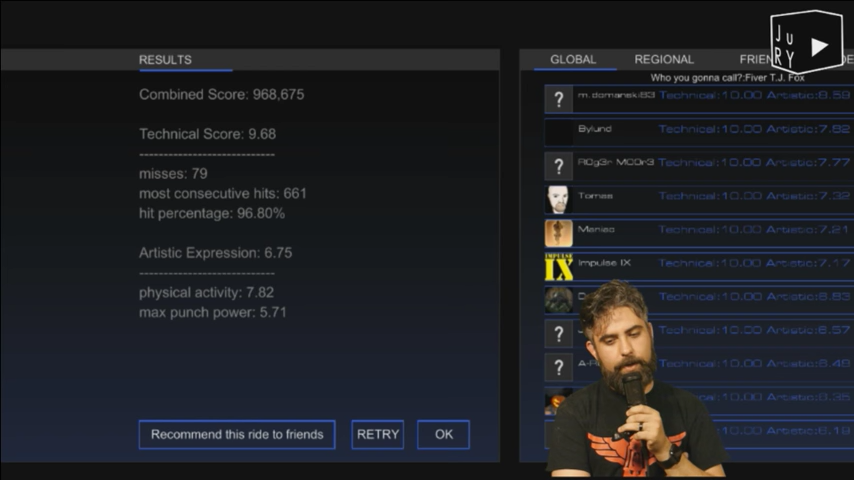 JURY
RESULTS
Combined Score: 968,675
Technical Score: 9.68
--------------------------
misses: 79
most consecutive hits: 661
hit percentage: 96.80%
Artistic Expression: 6.75
--------------------------
physical activity: 7.82
max punch power: 5.71
Recommend this ride to friends
RETRY
OK
GLOBAL REGIONAL
Who you gonna call?:Fiver T.J. Fox
? m.domanski83 Technical:10.00 Artistic:8.59
Bylund Technical:10.00 Artistic:7.82
? R0g3r M00r3 Technical:10.00 Artistic:7.77
Tomas Technical:10.00 Artistic:7.32
Maniac Technical:10.00 Artistic:7.21
IMPULSE IX Impulse IX Technical:10.00 Artistic:7.17
Technical:10.00 Artistic:6.83
? Technical:10.00 Artistic:6.57
? Technical:10.00 Artistic:6.49
10.00 Artistic:6.35
10.00 Artistic:6.19